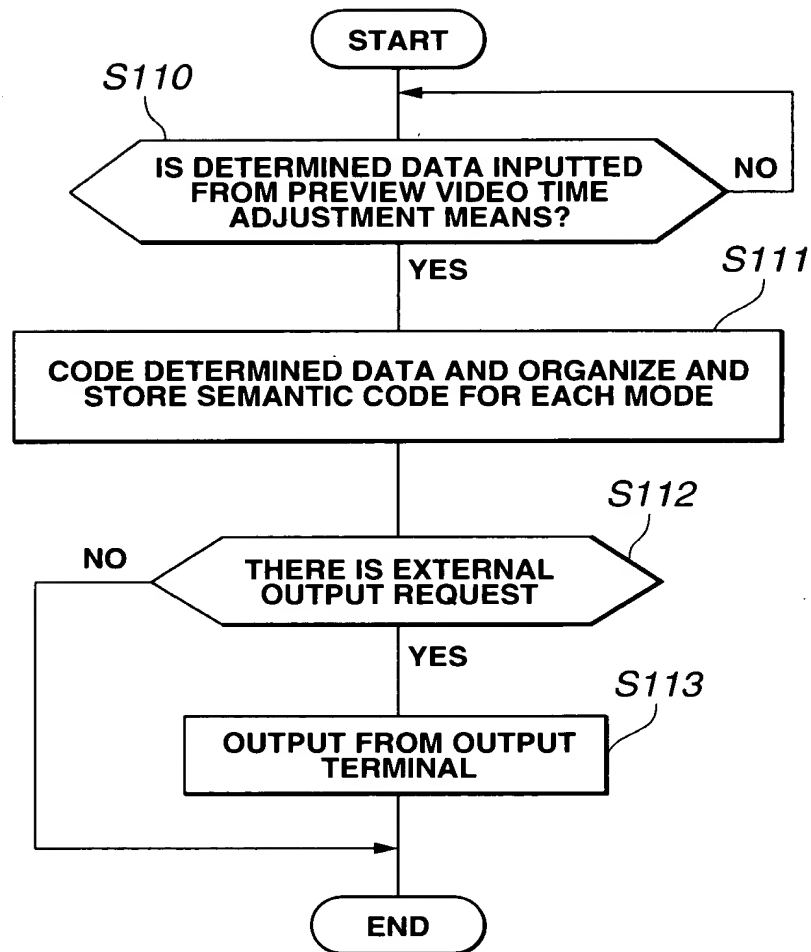 START
S110
IS DETERMINED DATA INPUTTED
FROM PREVIEW VIDEO TIME
ADJUSTMENT MEANS?
NO
YES
S111
CODE DETERMINED DATA AND ORGANIZE AND
STORE SEMANTIC CODE FOR EACH MODE
S112
NO
THERE IS EXTERNAL
OUTPUT REQUEST
YES
S113
OUTPUT FROM OUTPUT
TERMINAL
END